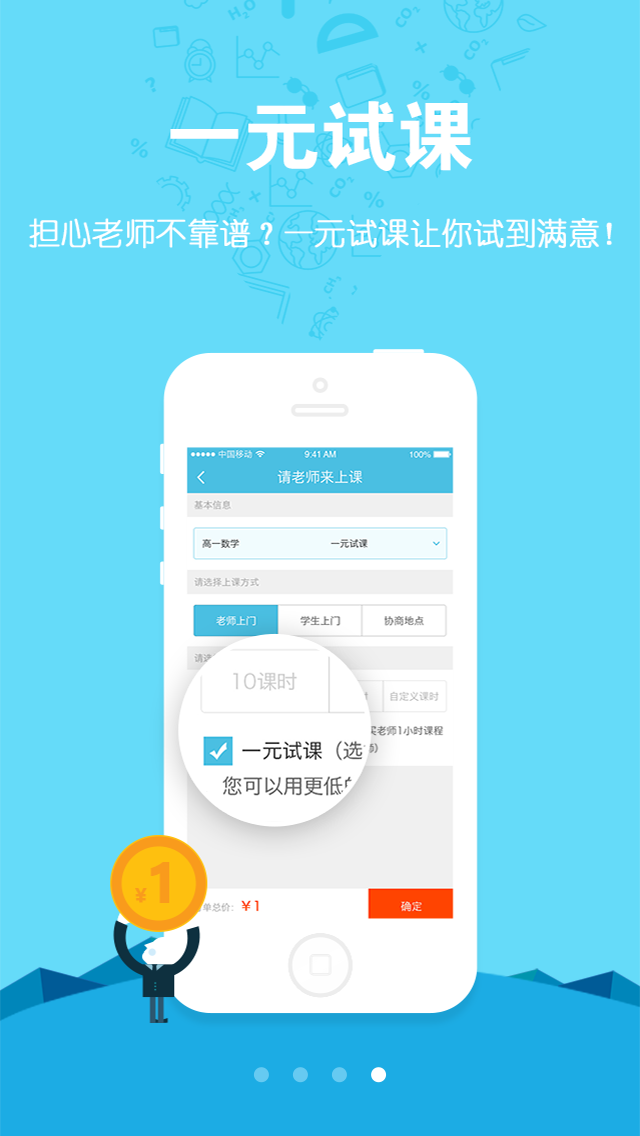 一元试课
担心老师不靠谱？一元试课让你试到满意！
中国移动 9:41 AM 100%
请老师来上课
基本信息
高一数学 一元试课
请选择上课方式
老师上门 学生上门 协商地点
请选
10课时 时 自定义课时
买老师1小时课程
一元试课（选
师）
您可以用更低
单总价： ￥1 确定
¥1